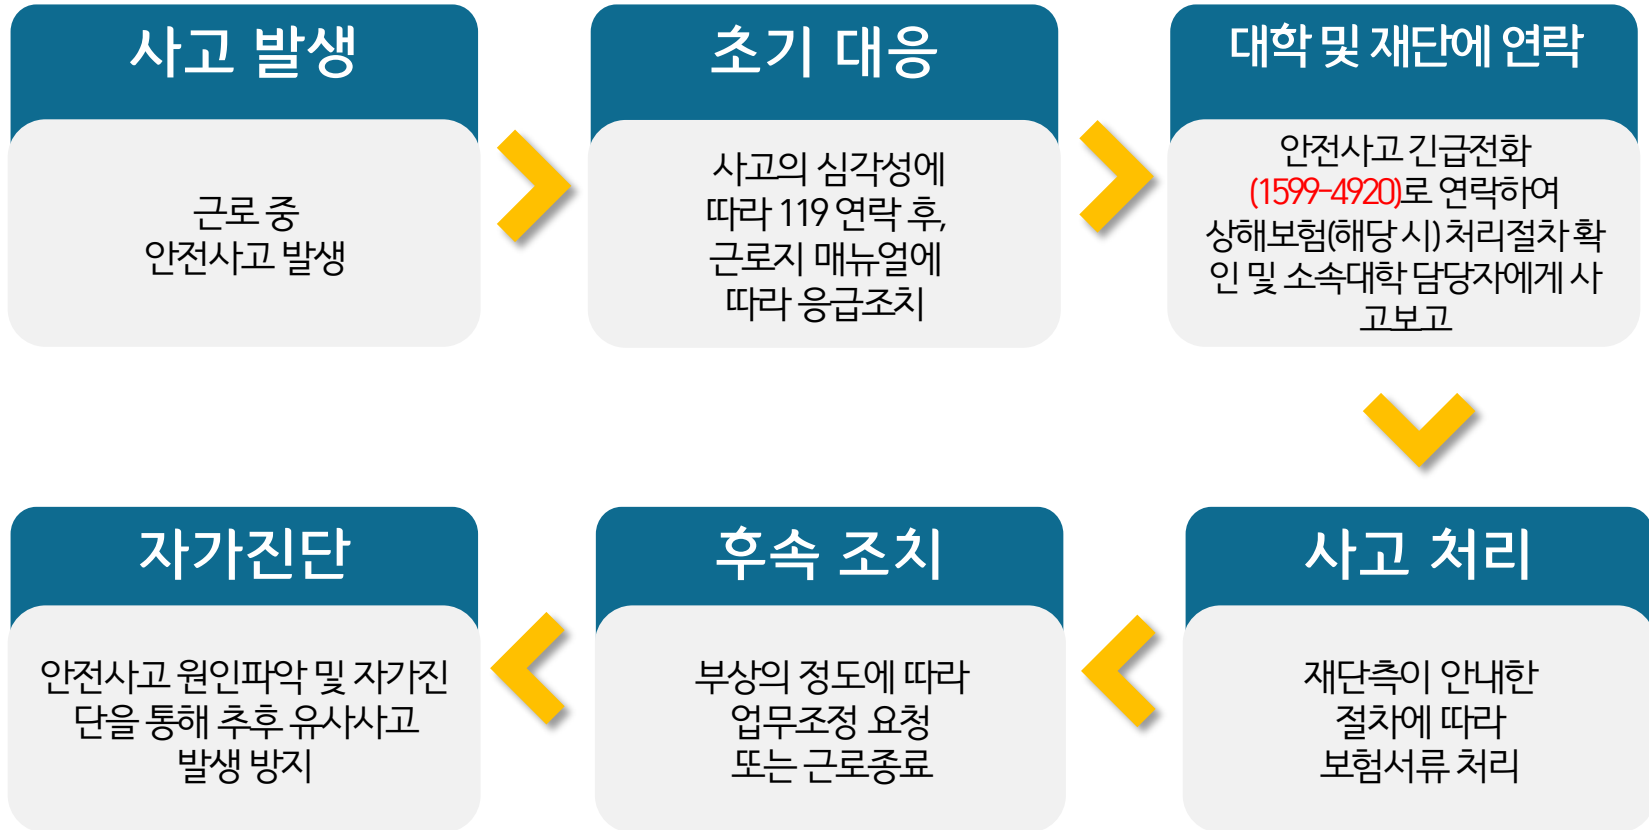 사고 발생
근로 중
안전사고 발생
초기 대응
사고의 심각성에
따라 119 연락 후,
근로지 매뉴얼에
따라 응급조치
대학 및 재단에 연락
안전사고 긴급전화
(1599-4920)로 연락하여
상해보험(해당 시) 처리절차 확
인 및 소속대학 담당자에게 사
고보고
사고 처리
재단측이 안내한
절차에 따라
보험서류 처리
후속 조치
부상의 정도에 따라
업무조정 요청
또는 근로종료
자가진단
안전사고 원인파악 및 자가진
단을 통해 추후 유사사고
발생 방지